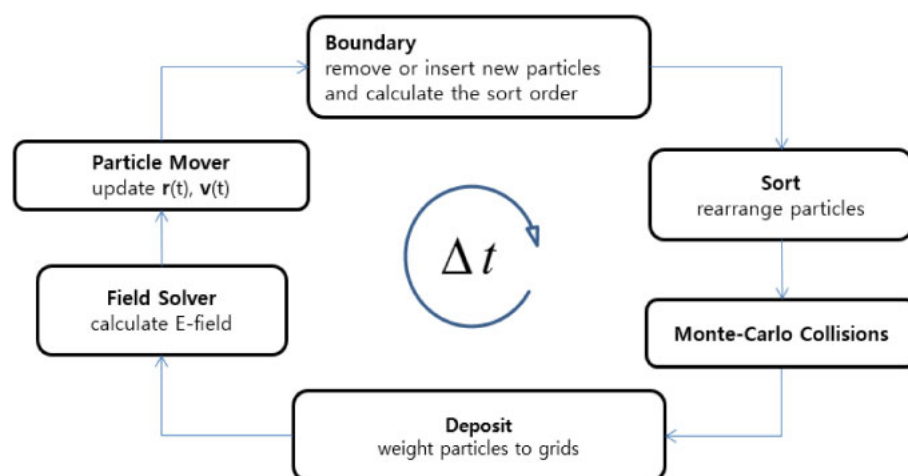 Boundary
remove or insert new particles
and calculate the sort order
Particle Mover
update r(t), v(t)
Sort
rearrange particles
Δ t
Field Solver
calculate E-field
Monte-Carlo Collisions
Deposit
weight particles to grids